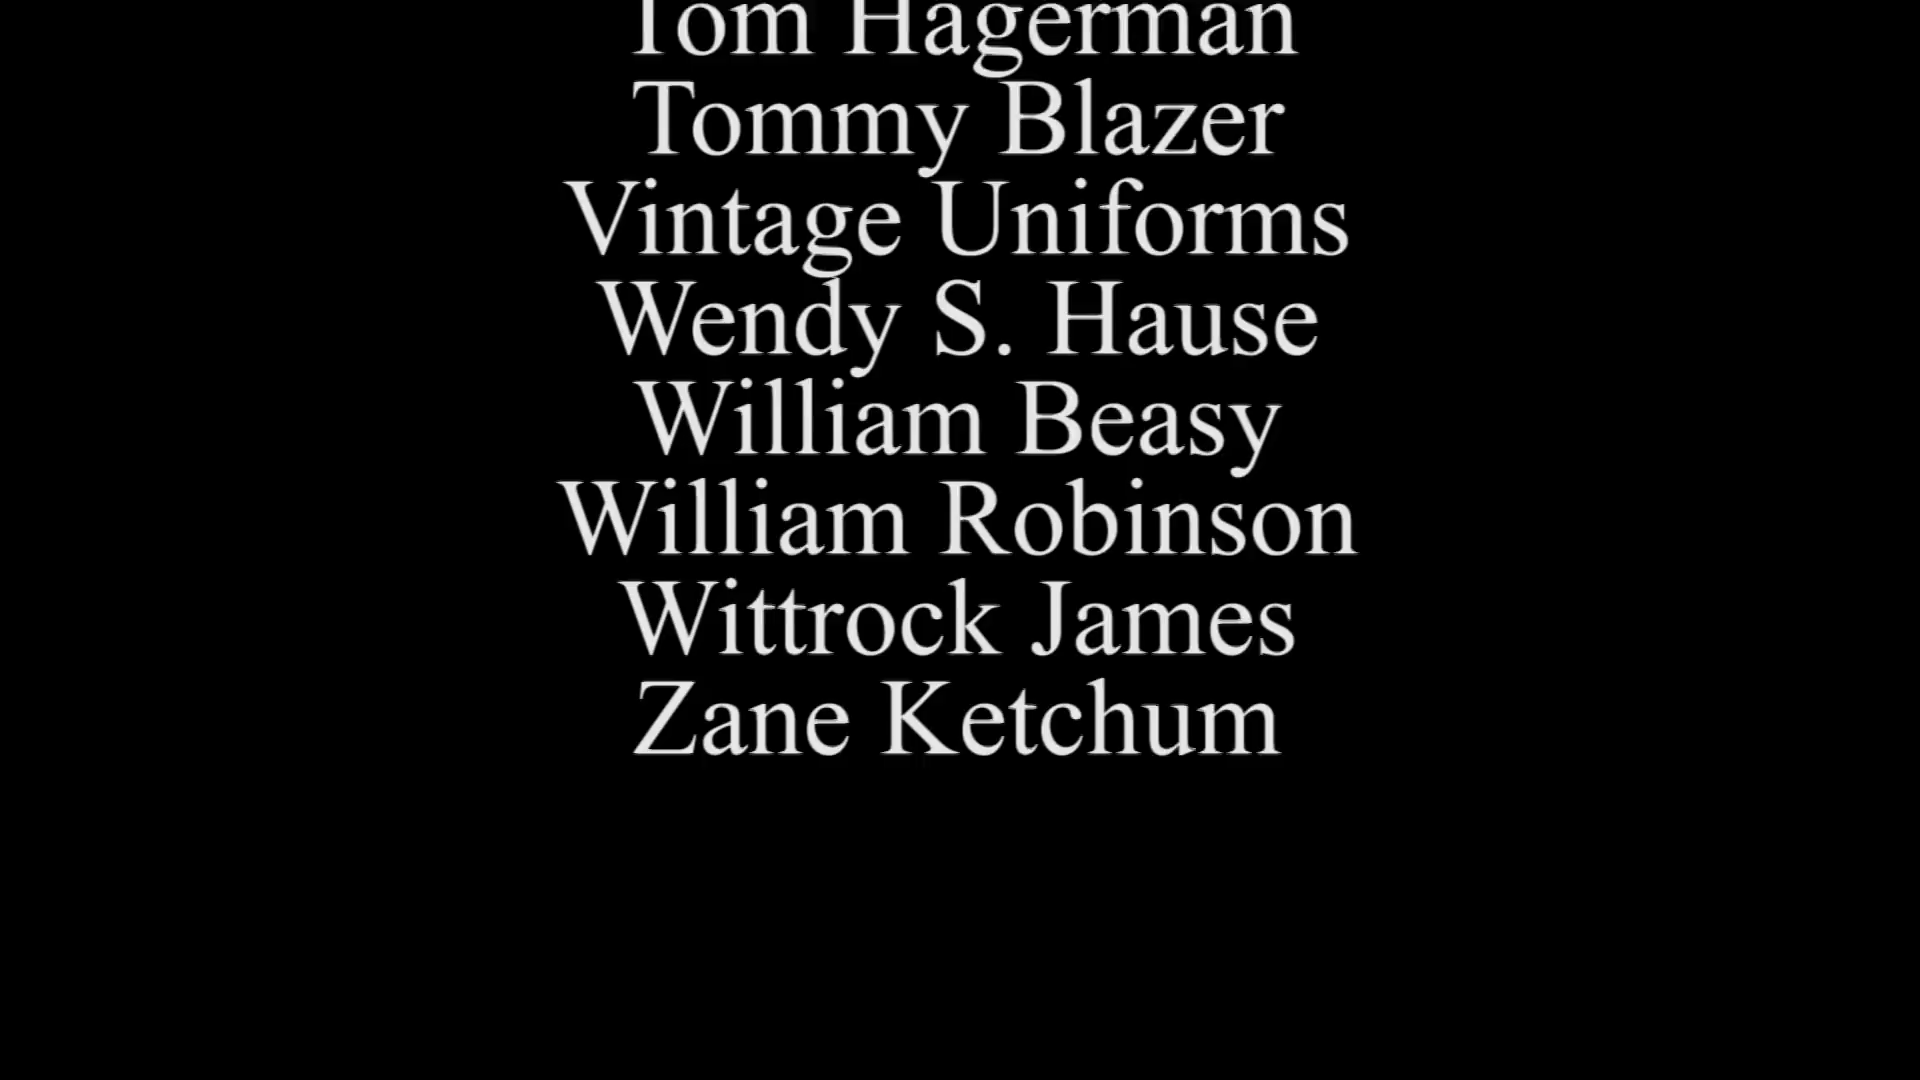 Tom Hagerman
Tommy Blazer
Vintage Uniforms
Wendy S. Hause
William Beasy
William Robinson
Wittrock James
Zane Ketchum